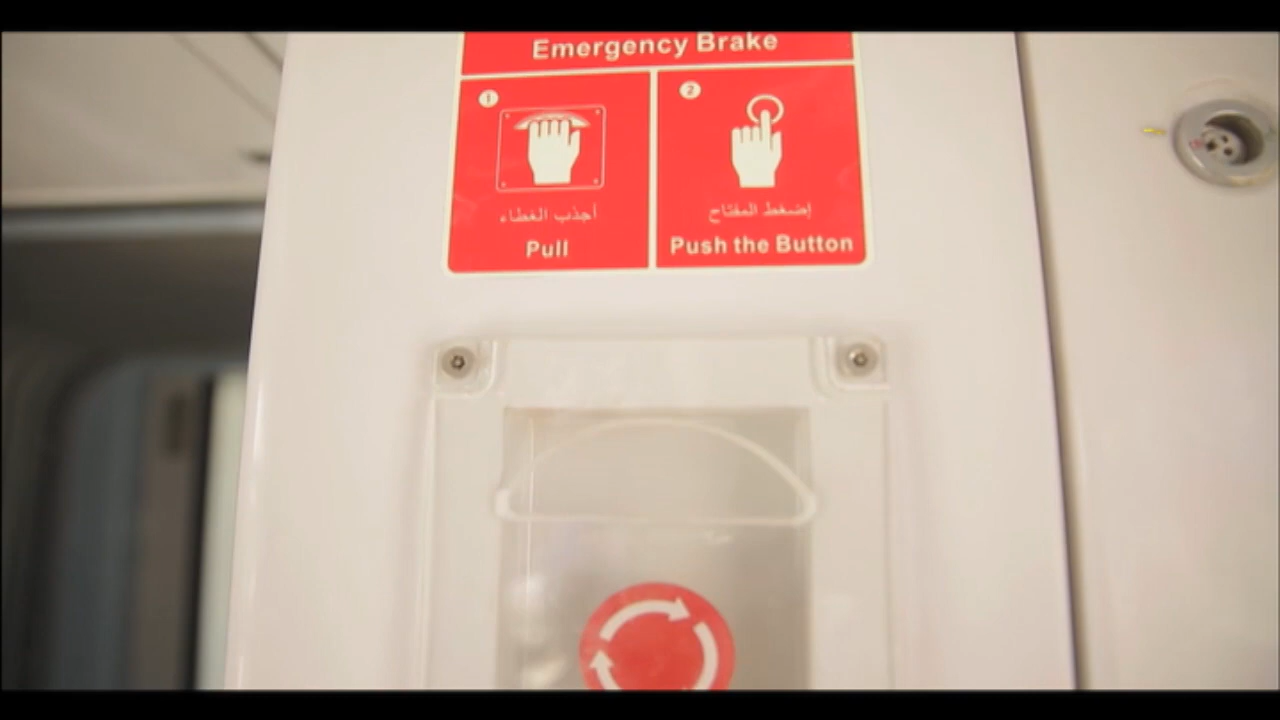 Emergency Brake
1
2
أجذب الغطاء
إضغط المفتاح
Pull
Push the Button